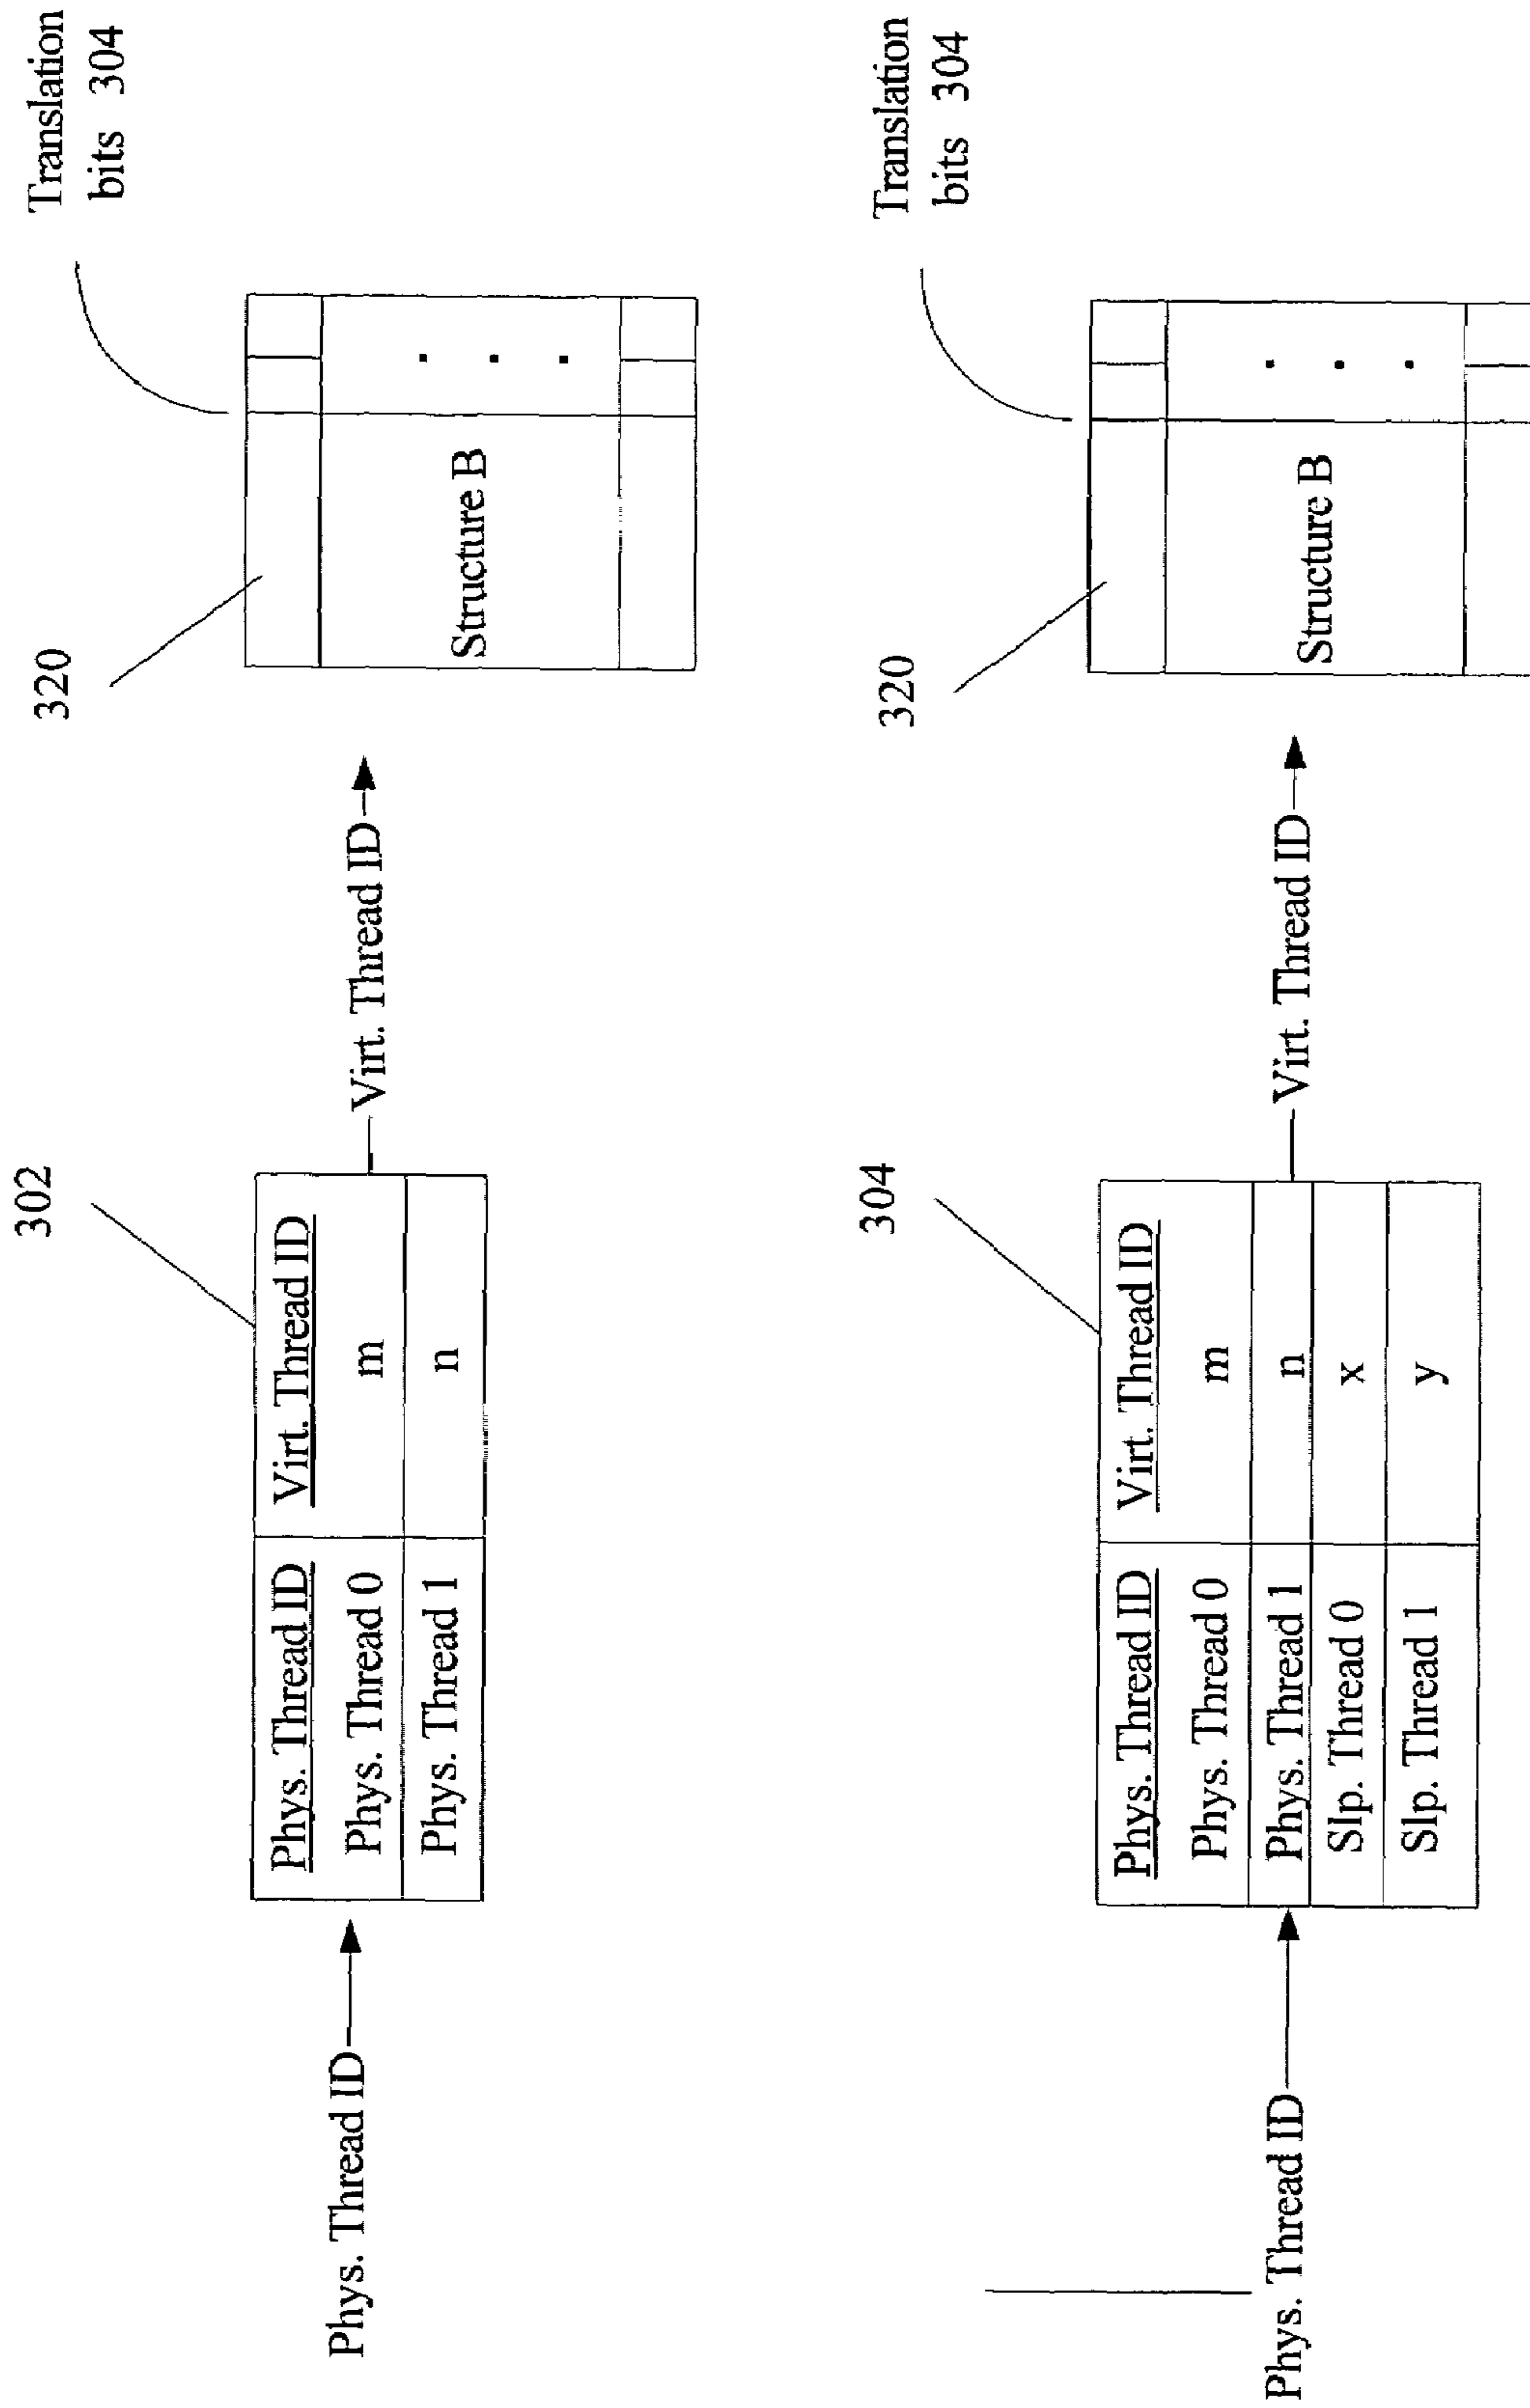 302
320
Translation
bits 304
Phys. Thread ID
Phys. Thread ID
Virt. Thread ID
Phys. Thread 0
m
Phys. Thread 1
n
Virt. Thread ID
Structure B
304
320
Translation
bits 304
Phys. Thread ID
Phys. Thread ID
Virt. Thread ID
Phys. Thread 0
m
Phys. Thread 1
n
Slp. Thread 0
x
Slp. Thread 1
y
Virt. Thread ID
Structure B